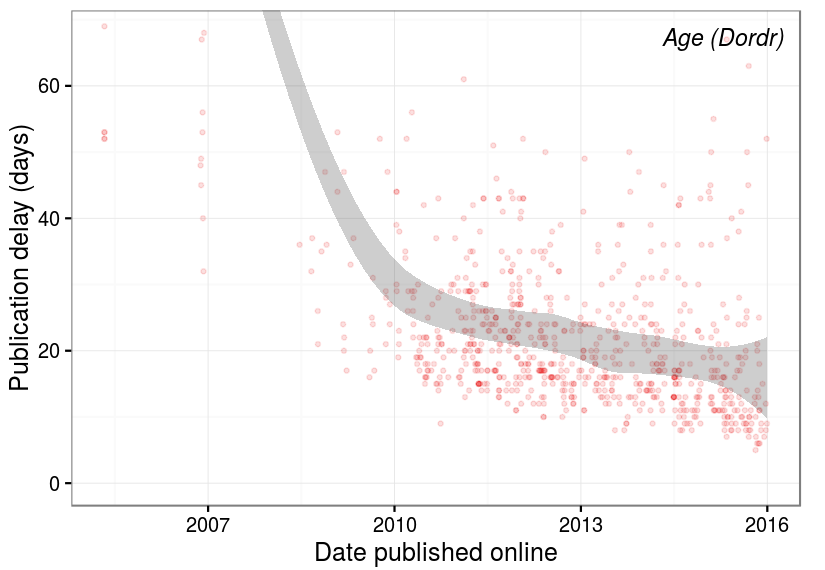 Age (Dordr)
Publication delay (days)
60
40
20
0
2007 2010 2013 2016
Date published online